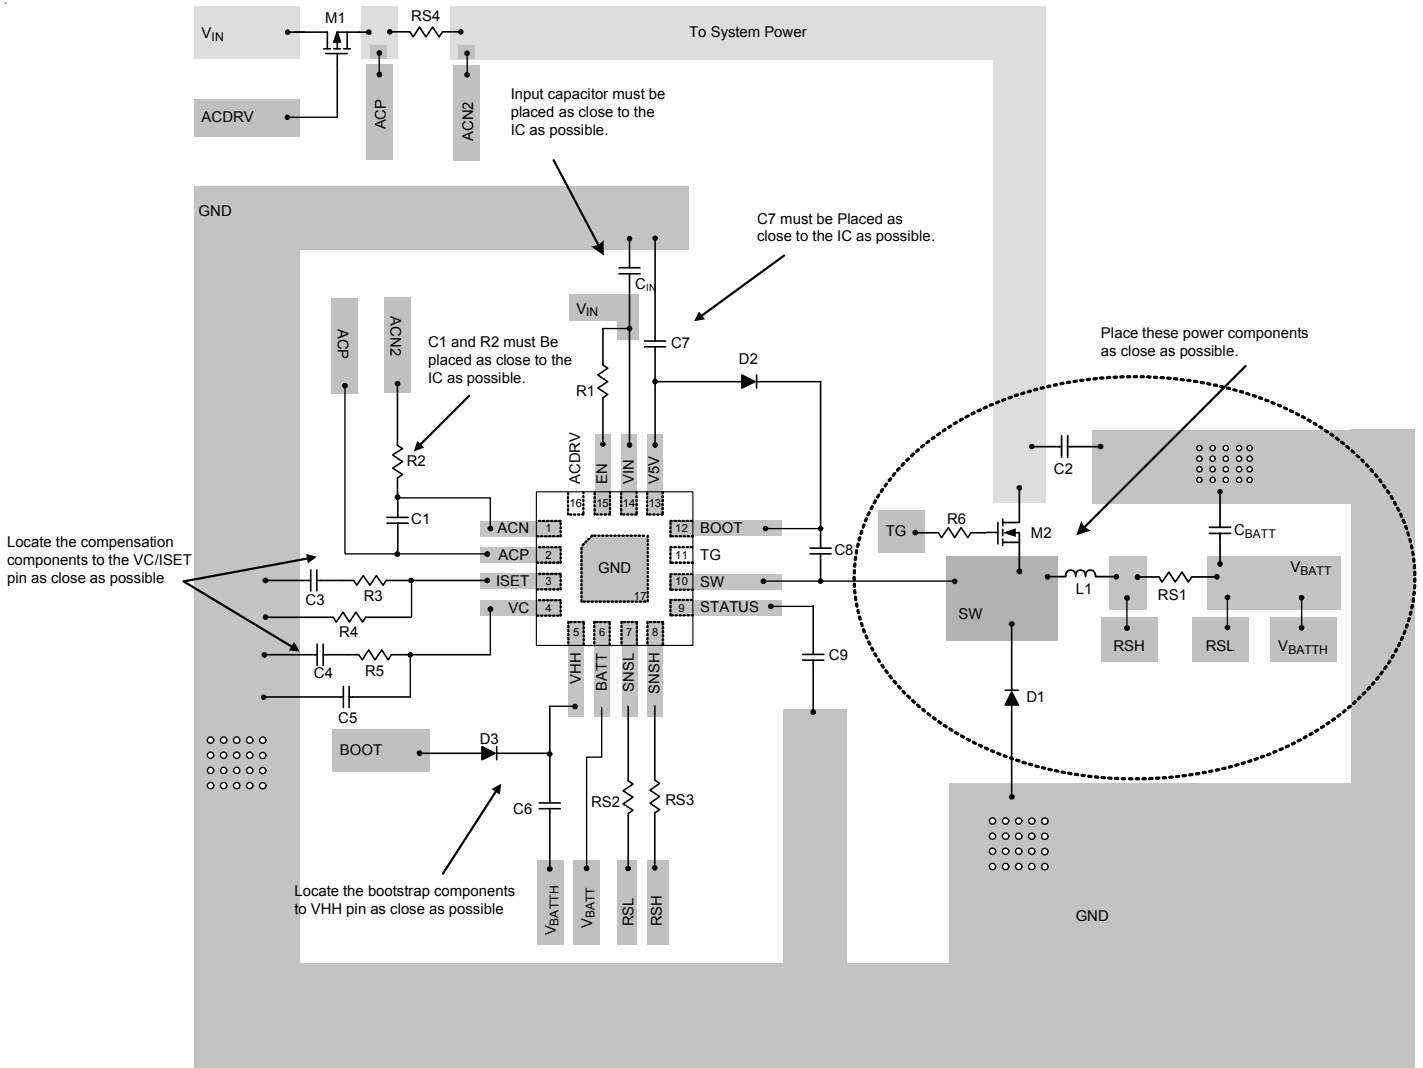 M1
RS4
VIN
To System Power
ACDRV
ACP
ACN2
Input capacitor must be
placed as close to the
IC as possible.
GND
C7 must be Placed as
close to the IC as possible.
CIN
VIN
ACP
ACN2
C1 and R2 must Be
placed as close to the
IC as possible.
C7
D2
R1
Place these power components
as close as possible.
R2
ACDRV
EN
VIN
V5V
C2
16
15
14
13
C1
ACN
1
12
BOOT
TG
R6
M2
CBATT
Locate the compensation
components to the VC/ISET
pin as close as possible
ACP
2
11
TG
C8
GND
ISET
3
10
SW
VBATT
C3
R3
L1
RS1
VC
4
17
9
STATUS
SW
R4
5
6
7
8
RSH
RSL
VBATTH
C4
R5
VHH
BATT
SNSL
SNSH
C9
C5
D1
BOOT
D3
C6
RS2
RS3
Locate the bootstrap components
to VHH pin as close as possible
VBATTH
VBATT
RSL
RSH
GND